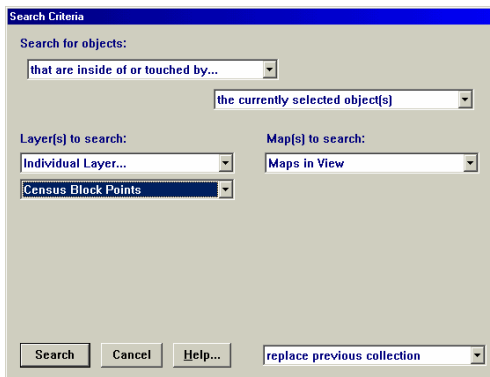 Search Criteria
Search for objects:
that are inside of or touched by...
the currently selected object(s)
Layer(s) to search:
Map(s) to search:
Individual Layer...
Maps in View
Census Block Points
Search
Cancel
Help...
replace previous collection